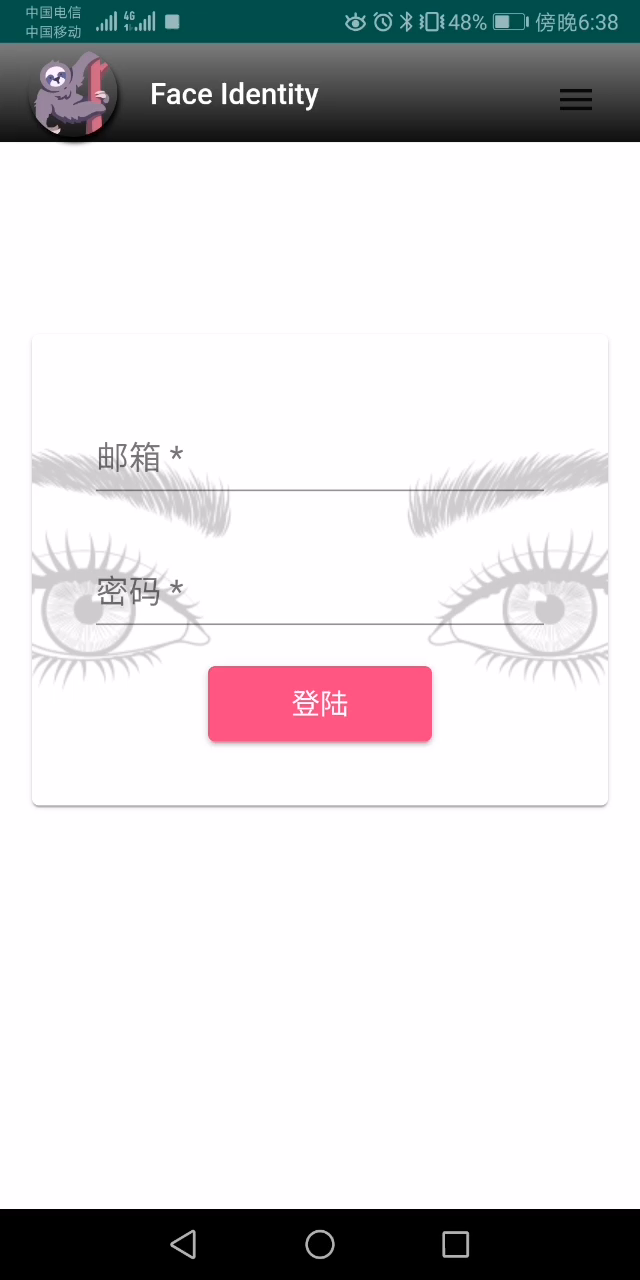 中国电信
中国移动
4G
48%
傍晚6:38
Face Identity
邮箱 *
密码 *
登陆